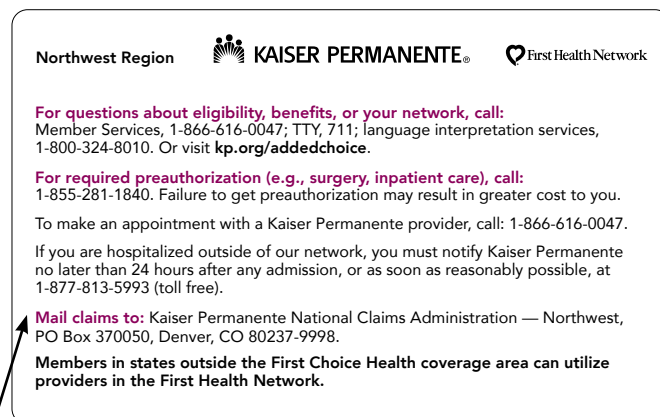 Northwest Region KAISER PERMANENTE® First Health Network
For questions about eligibility, benefits, or your network, call:
Member Services, 1-866-616-0047; TTY, 711; language interpretation services,
1-800-324-8010. Or visit kp.org/addedchoice.
For required preauthorization (e.g., surgery, inpatient care), call:
1-855-281-1840. Failure to get preauthorization may result in greater cost to you.
To make an appointment with a Kaiser Permanente provider, call: 1-866-616-0047.
If you are hospitalized outside of our network, you must notify Kaiser Permanente
no later than 24 hours after any admission, or as soon as reasonably possible, at
1-877-813-5993 (toll free).
Mail claims to: Kaiser Permanente National Claims Administration — Northwest,
PO Box 370050, Denver, CO 80237-9998.
Members in states outside the First Choice Health coverage area can utilize
providers in the First Health Network.